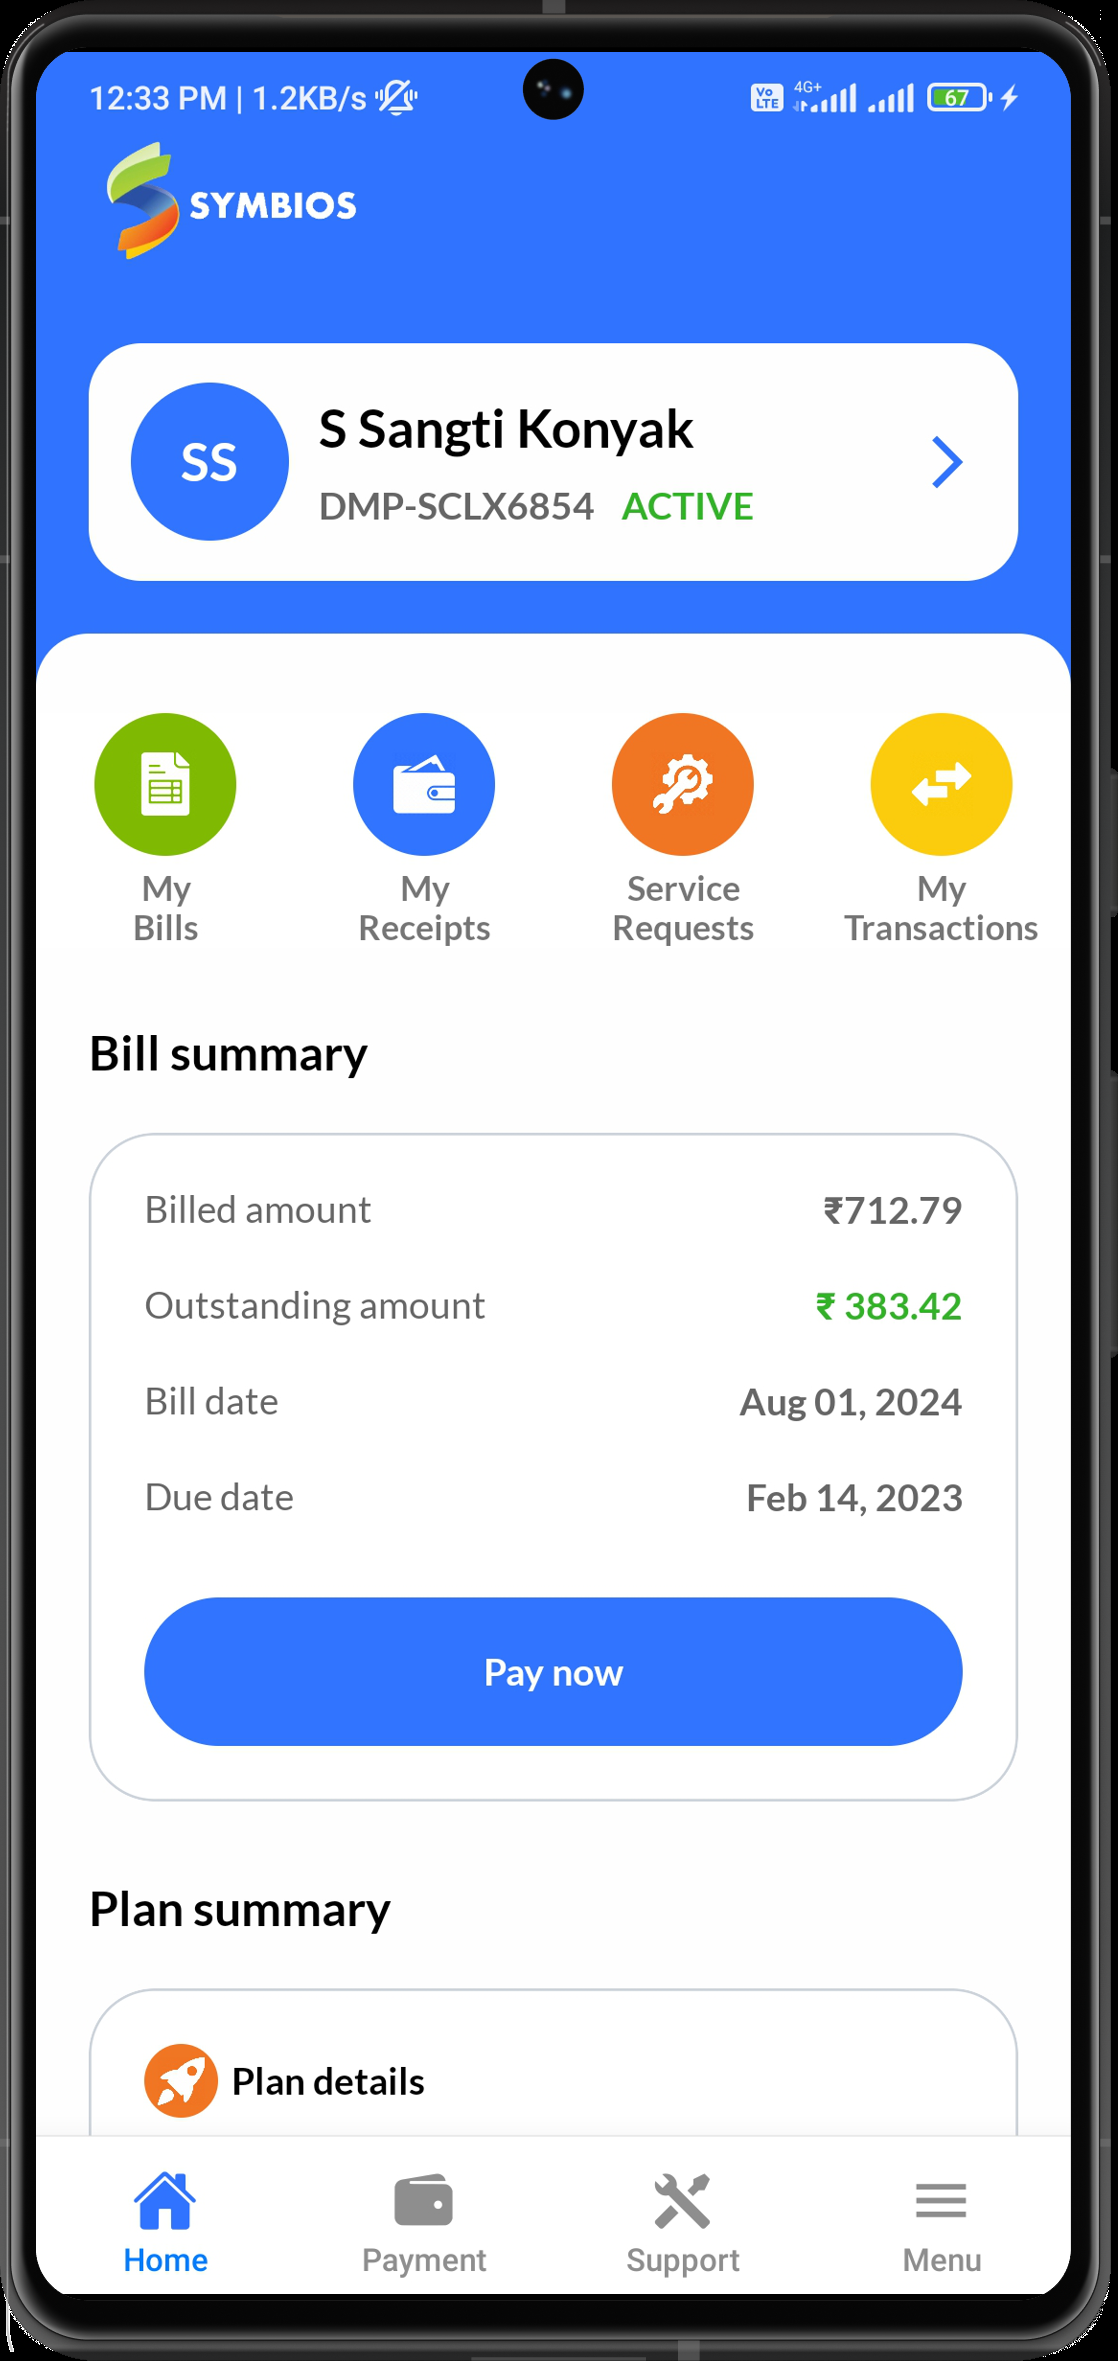 12:33 PM | 1.2KB/s Vo LTE 4G+ 67
SYMBIOS
SS
S Sangti Konyak
DMP-SCLX6854 ACTIVE
My Bills
My Receipts
Service Requests
My Transactions
Bill summary
Billed amount ₹712.79
Outstanding amount ₹ 383.42
Bill date Aug 01, 2024
Due date Feb 14, 2023
Pay now
Plan summary
Plan details
Home Payment Support Menu